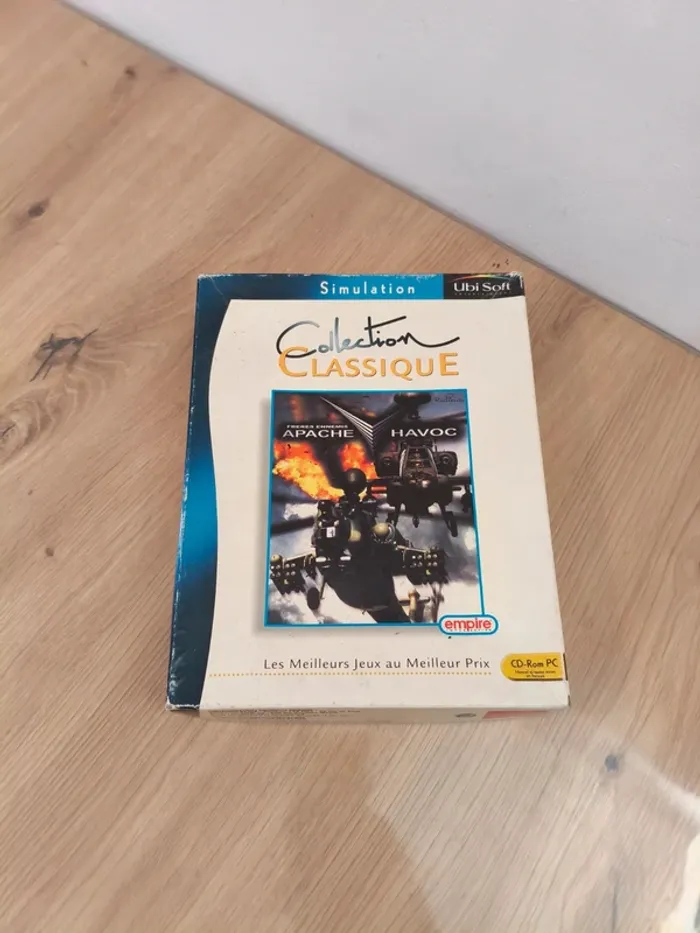 Simulation
Ubi Soft
Collection
CLASSIQUE
FRERES ENNEMIS
APACHE HAVOC
empire
Les Meilleurs Jeux au Meilleur Prix
CD-Rom PC